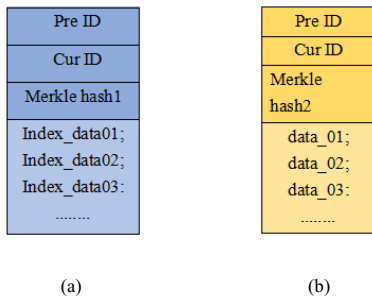 Pre ID
Cur ID
Merkle hash1
Index_data01;
Index_data02;
Index_data03:
........
(a)
Pre ID
Cur ID
Merkle
hash2
data_01;
data_02;
data_03:
........
(b)